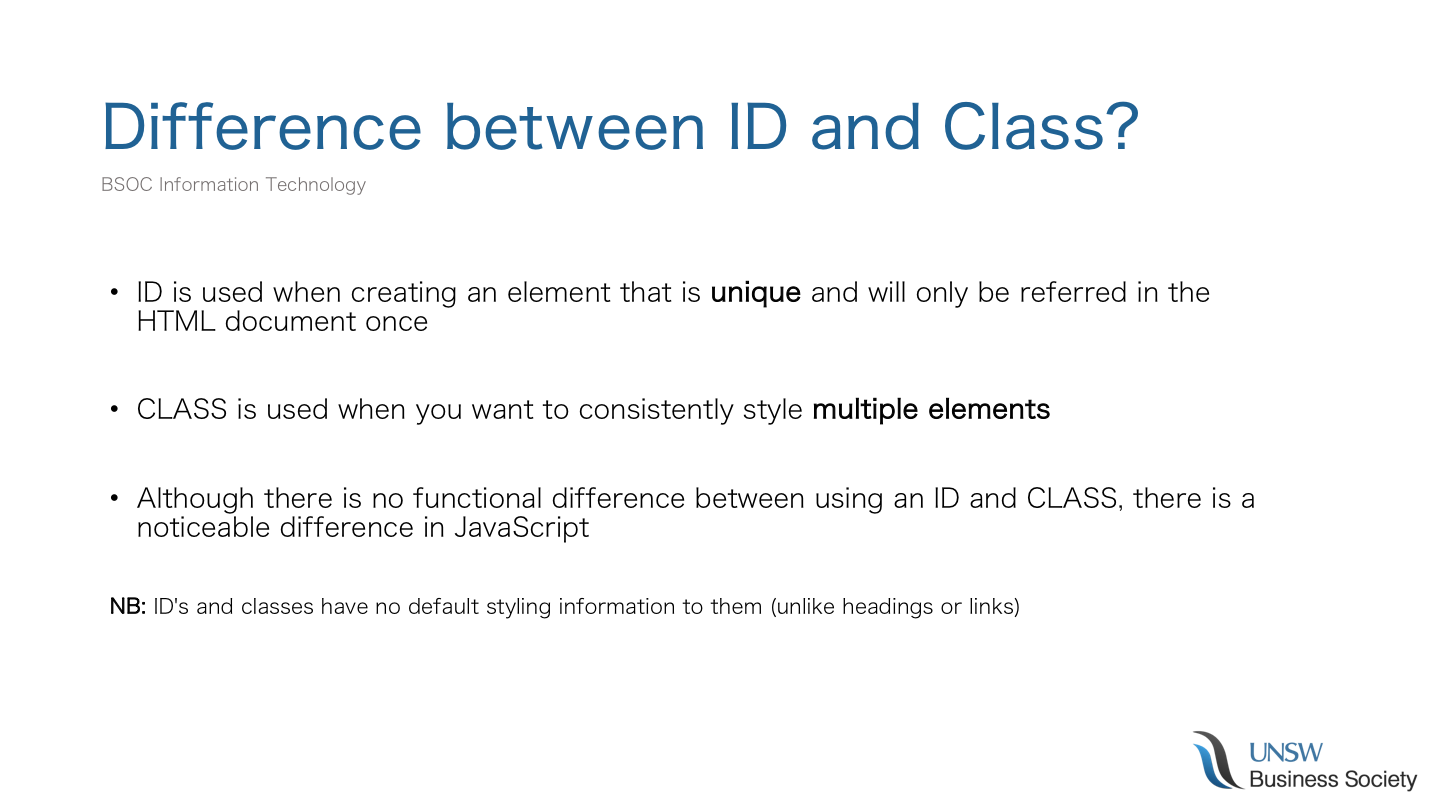 Difference between ID and Class?
BSOC Information Technology
• ID is used when creating an element that is unique and will only be referred in the
HTML document once
• CLASS is used when you want to consistently style multiple elements
• Although there is no functional difference between using an ID and CLASS, there is a
noticeable difference in JavaScript
NB: ID's and classes have no default styling information to them (unlike headings or links)
UNSW
Business Society